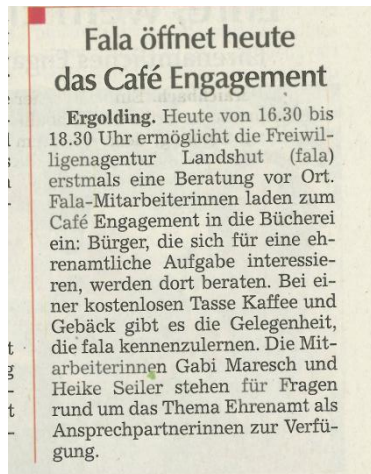 Fala öffnet heute
das Café Engagement
Ergolding. Heute von 16.30 bis
18.30 Uhr ermöglicht die Freiwil-
ligenagentur Landshut (fala)
erstmals eine Beratung vor Ort.
Fala-Mitarbeiterinnen laden zum
Café Engagement in die Bücherei
ein: Bürger, die sich für eine eh-
renamtliche Aufgabe interessie-
ren, werden dort beraten. Bei ei-
ner kostenlosen Tasse Kaffee und
Gebäck gibt es die Gelegenheit,
die fala kennenzulernen. Die Mit-
arbeiterinnen Gabi Maresch und
Heike Seiler stehen für Fragen
rund um das Thema Ehrenamt als
Ansprechpartnerinnen zur Verfü-
gung.